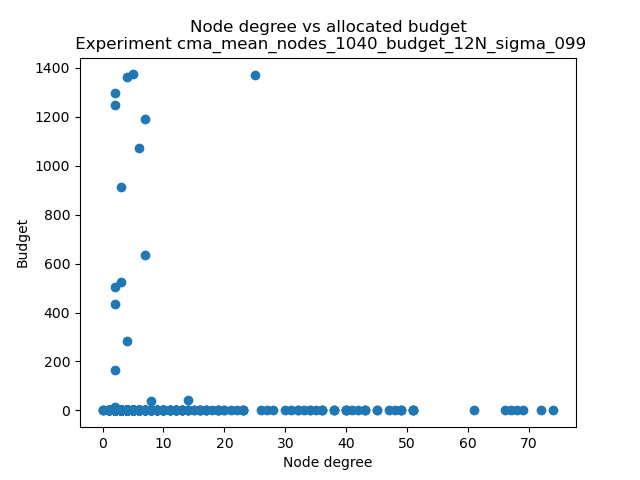 Node degree vs allocated budget
Experiment cma_mean_nodes_1040_budget_12N_sigma_099
1400
1200
1000
800
600
400
200
0
Budget
0 10 20 30 40 50 60 70
Node degree